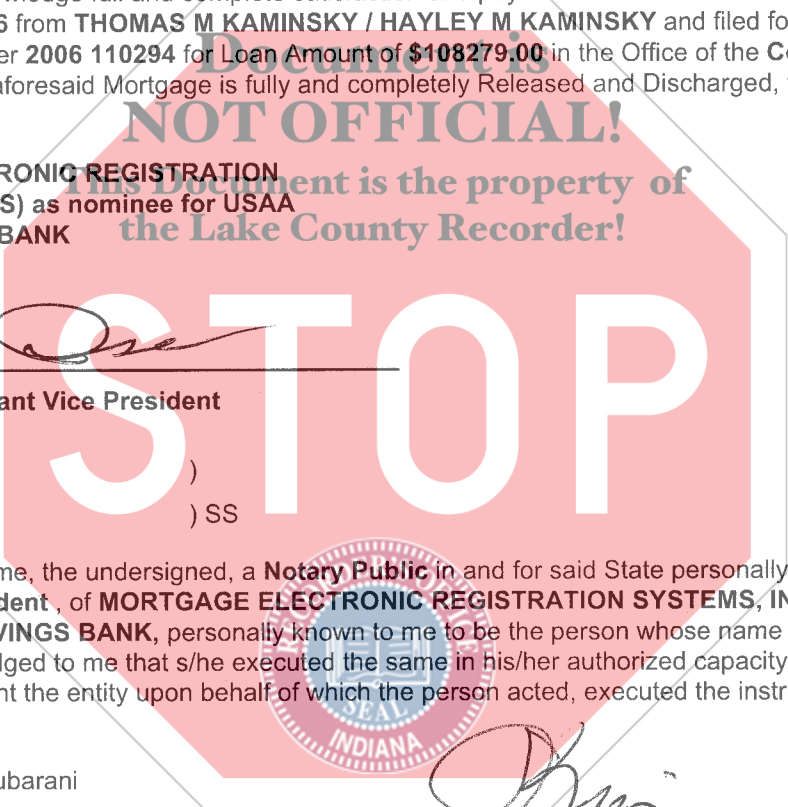 6 from THOMAS M KAMINSKY / HAYLEY M KAMINSKY and filed fo
er 2006 110294 for Loan Amount of $108279.00 in the Office of the C
Document is
aforesaid Mortgage is fully and completely Released and Discharged,
NOT OFFICIAL!
RONIC REGISTRATION
This Document is the property of
S) as nominee for USAA
the Lake County Recorder!
BANK
STOP
ant Vice President
)
) SS
me, the undersigned, a Notary Public in and for said State personally
dent , of MORTGAGE ELECTRONIC REGISTRATION SYSTEMS, IN
VINGS BANK, personally known to me to be the person whose name
dged to me that s/he executed the same in his/her authorized capacity
nt the entity upon behalf of which the person acted, executed the instr
SEAL
INDIANA
ubarani